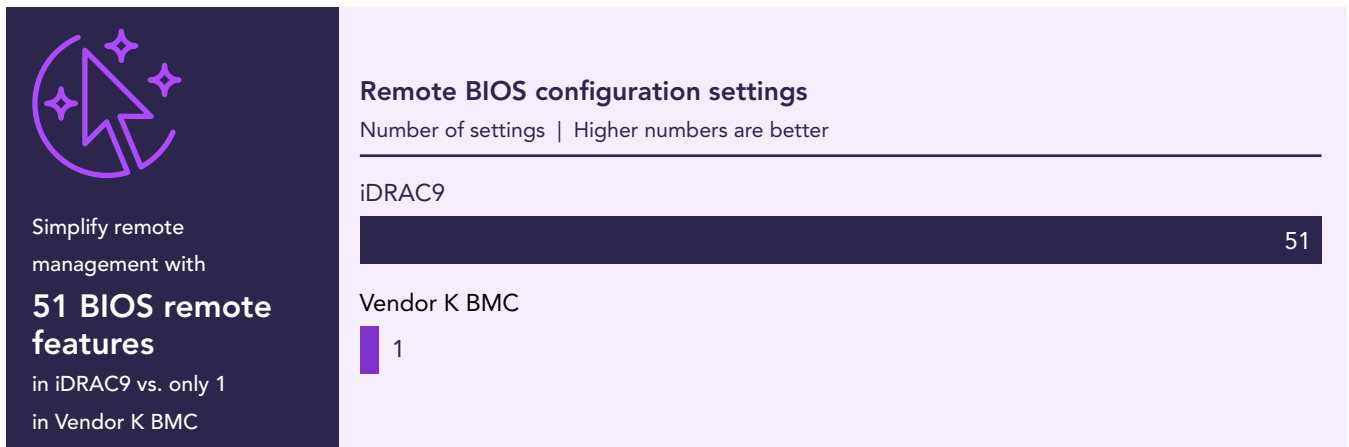 Simplify remote
management with
51 BIOS remote
features
in iDRAC9 vs. only 1
in Vendor K BMC
Remote BIOS configuration settings
Number of settings | Higher numbers are better
iDRAC9
51
Vendor K BMC
1